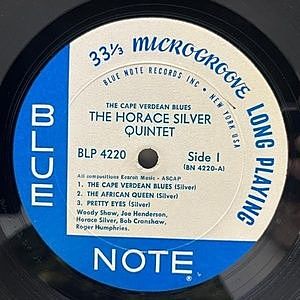 33⅓ MICROGROOVE LONG PLAYING
BLUE NOTE RECORDS INC • NEW YORK USA
THE CAPE VERDEAN BLUES
THE HORACE SILVER
QUINTET
BLP 4220 Side 1
(BN 4220-A)
All compositions Ecaroh Music - ASCAP
1. THE CAPE VERDEAN BLUES (Silver)
2. THE AFRICAN QUEEN (Silver)
3. PRETTY EYES (Silver)
Woody Shaw, Joe Henderson,
Horace Silver, Bob Cranshaw,
Roger Humphries.
BLUE
NOTE ®